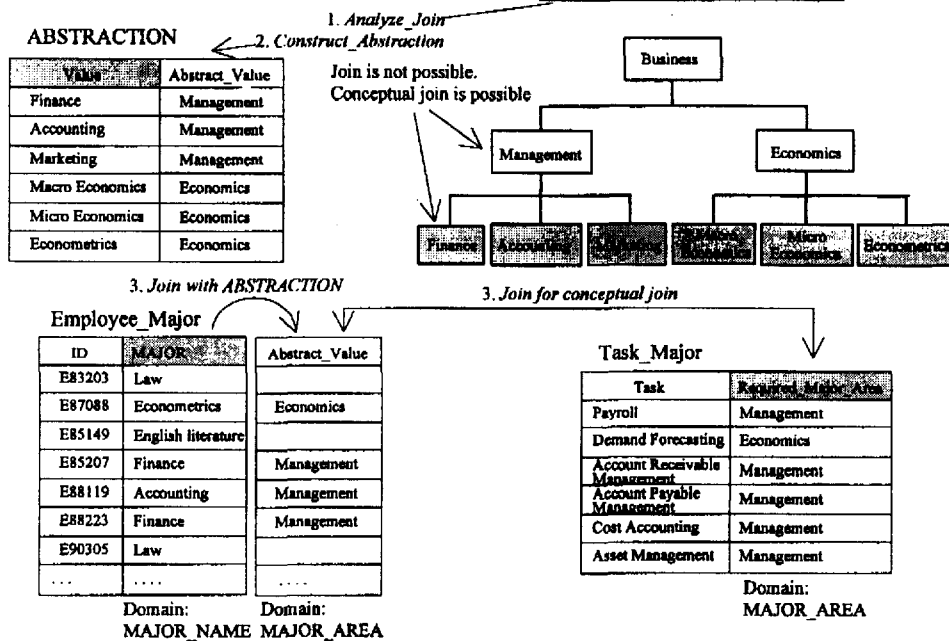 1. Analyze_Join
2. Construct_Abstraction
ABSTRACTION
Value Abstract_Value
Finance Management
Accounting Management
Marketing Management
Macro Economics Economics
Micro Economics Economics
Econometrics Economics
Join is not possible.
Conceptual join is possible
Business
Management Economics
Finance Accounting Marketing Macro Economics Micro Economics Econometrics
3. Join with ABSTRACTION
3. Join for conceptual join
Employee_Major
ID MAJOR Abstract_Value
E83203 Law
E87088 Econometrics Economics
E85149 English literature
E85207 Finance Management
E88119 Accounting Management
E88223 Finance Management
E90305 Law
... .... ....
Domain: Domain:
MAJOR_NAME MAJOR_AREA
Task_Major
Task Required_Major_Area
Payroll Management
Demand Forecasting Economics
Account Receivable
Management Management
Account Payable
Management Management
Cost Accounting Management
Asset Management Management
Domain:
MAJOR_AREA